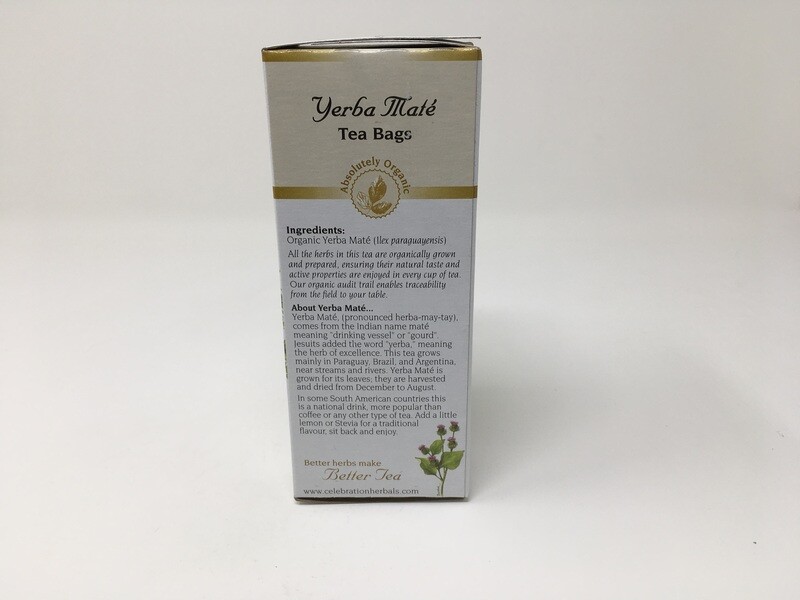 Yerba Maté
Tea Bags
Absolutely Organic
Ingredients:
Organic Yerba Maté (Ilex paraguayensis)
All the herbs in this tea are organically grown
and prepared, ensuring their natural taste and
active properties are enjoyed in every cup of tea.
Our organic audit trail enables traceability
from the field to your table.
About Yerba Maté...
Yerba Maté, (pronounced herba-may-tay),
comes from the Indian name maté
meaning "drinking vessel" or "gourd".
Jesuits added the word "yerba," meaning
the herb of excellence. This tea grows
mainly in Paraguay, Brazil, and Argentina,
near streams and rivers. Yerba Maté is
grown for its leaves; they are harvested
and dried from December to August.
In some South American countries this
is a national drink, more popular than
coffee or any other type of tea. Add a little
lemon or Stevia for a traditional
flavour, sit back and enjoy.
Better herbs make
Better Tea
www.celebrationherbals.com